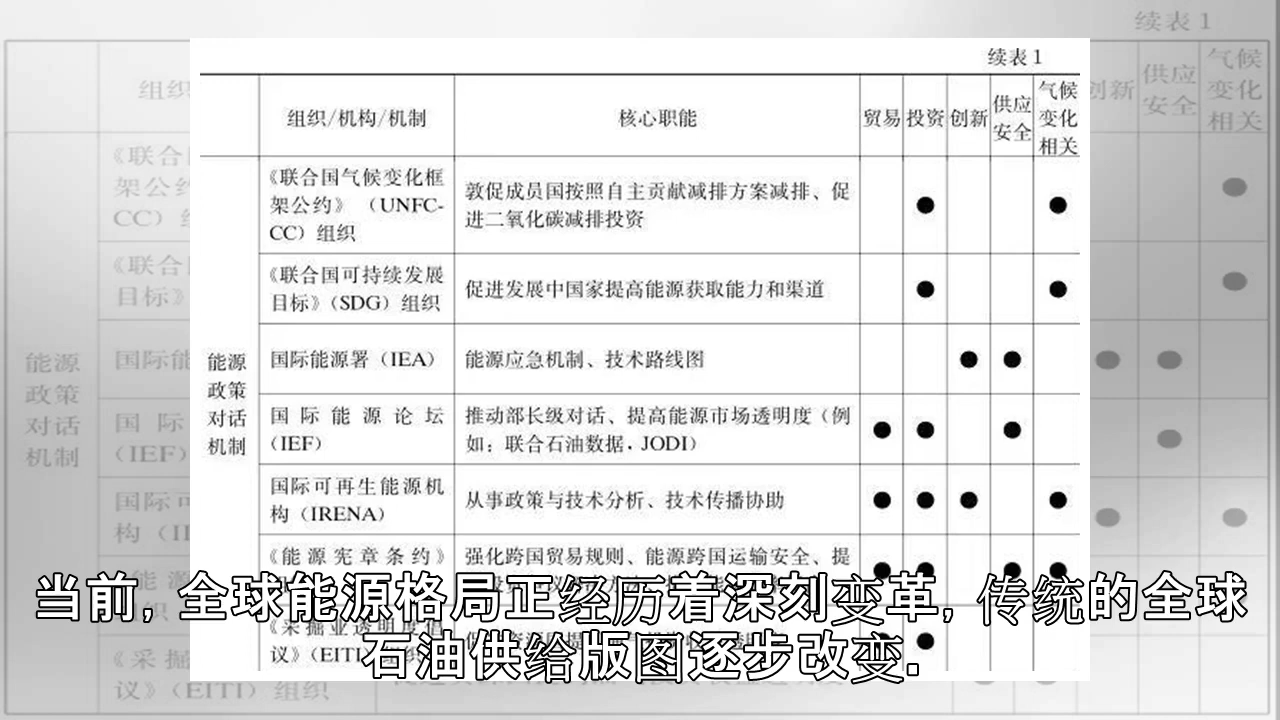 续表1
组织/机构/机制
核心职能
贸易
投资
创新
供应
安全
气候
变化
相关
能源
政策
对话
机制
《联合国气候变化框
架公约》（UNFC-
CC）组织
敦促成员国按照自主贡献减排方案减排、促
进二氧化碳减排投资
●
●
《联合国可持续发展
目标》(SDG）组织
促进发展中国家提高能源获取能力和渠道
●
●
国际能源署（IEA）
能源应急机制、技术路线图
●
●
国际能源论坛
（IEF）
推动部长级对话、提高能源市场透明度（例
如：联合石油数据·JODI）
●
●
●
国际可再生能源机
构（IRENA）
从事政策与技术分析、技术传播协助
●
●
●
●
《能源宪章条约》
强化跨国贸易规则、能源跨国运输安全、提
●
●
●
●
《采掘业透明度倡
议》(EITI）组织
●
当前, 全球能源格局正经历着深刻变革, 传统的全球
石油供给版图逐步改变.